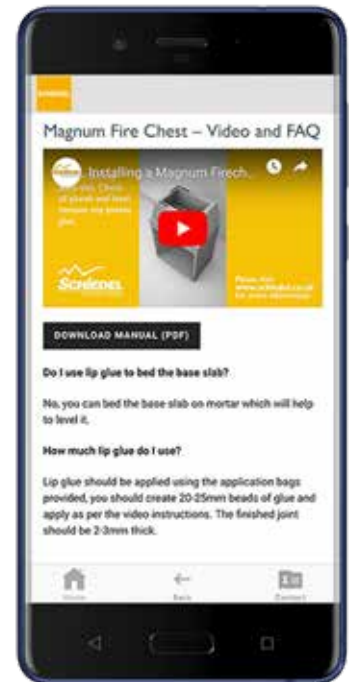 SCHIEDEL
Magnum Fire Chest – Video and FAQ
Installing a Magnum Firech...
SCHIEDEL
DOWNLOAD MANUAL (PDF)
Do I use lip glue to bed the base slab?
No, you can bed the base slab on mortar which will help
to level it.
How much lip glue do I use?
Lip glue should be applied using the application bags
provided, you should create 20-25mm beads of glue and
apply as per the video instructions. The finished joint
should be 2-3mm thick.
Home
Back
Contact